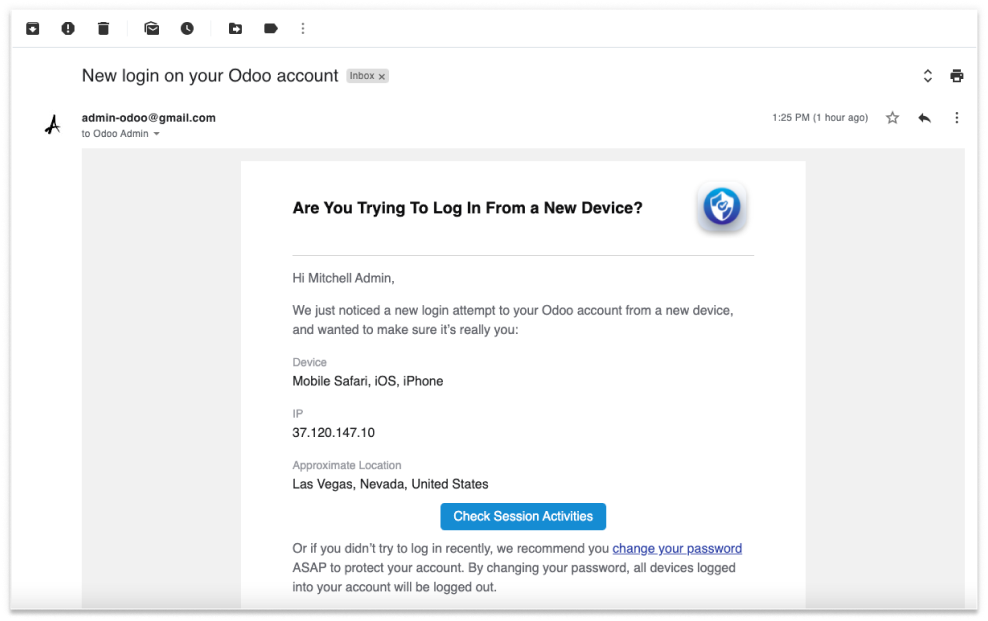 New login on your Odoo account Inbox x
admin-odoo@gmail.com 1:25 PM (1 hour ago)
to Odoo Admin
Are You Trying To Log In From a New Device?
Hi Mitchell Admin,
We just noticed a new login attempt to your Odoo account from a new device,
and wanted to make sure it’s really you:
Device
Mobile Safari, iOS, iPhone
IP
37.120.147.10
Approximate Location
Las Vegas, Nevada, United States
Check Session Activities
Or if you didn’t try to log in recently, we recommend you change your password
ASAP to protect your account. By changing your password, all devices logged
into your account will be logged out.